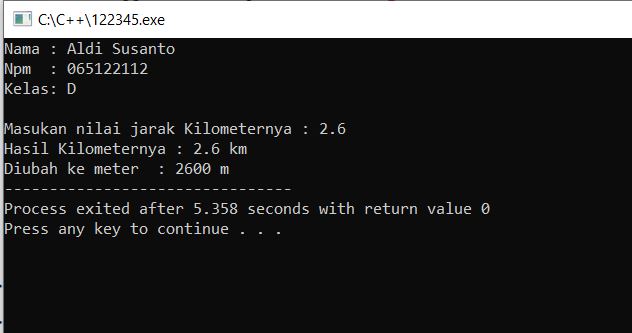 C:\C++\122345.exe
Nama : Aldi Susanto
Npm  : 065122112
Kelas: D
Masukan nilai jarak Kilometernya : 2.6
Hasil Kilometernya : 2.6 km
Diubah ke meter  : 2600 m
--------------------------------
Process exited after 5.358 seconds with return value 0
Press any key to continue . . .